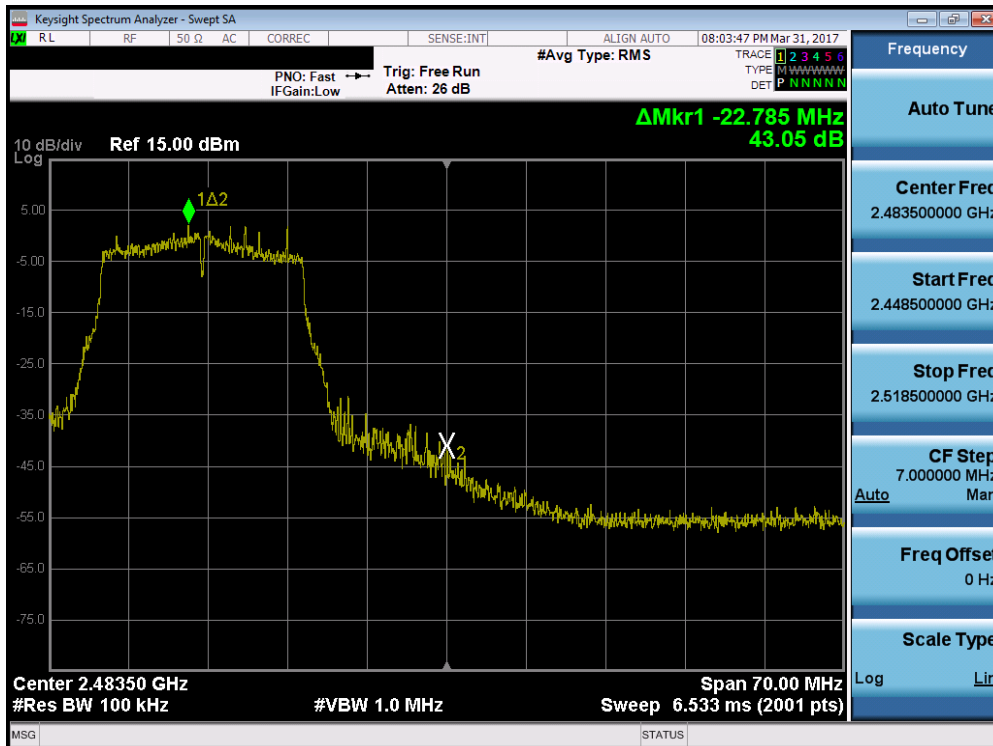 Keysight Spectrum Analyzer - Swept SA
LXI RL RF 50 Ω AC CORREC SENSE:INT ALIGN AUTO 08:03:47 PM Mar 31, 2017
#Avg Type: RMS
TRACE 1 2 3 4 5 6
PNO: Fast Trig: Free Run
TYPE M W W W W W
IFGain:Low Atten: 26 dB
DET P N N N N N
ΔMkr1 -22.785 MHz
43.05 dB
10 dB/div Ref 15.00 dBm
Log
1Δ2
5.00
-5.00
-15.0
-25.0
-35.0
X2
-45.0
-55.0
-65.0
-75.0
Center 2.48350 GHz Span 70.00 MHz
#Res BW 100 kHz #VBW 1.0 MHz Sweep 6.533 ms (2001 pts)
MSG STATUS
Frequency
Auto Tune
Center Freq
2.483500000 GHz
Start Freq
2.448500000 GHz
Stop Freq
2.518500000 GHz
CF Step
7.000000 MHz
Auto Man
Freq Offset
0 Hz
Scale Type
Log Lin